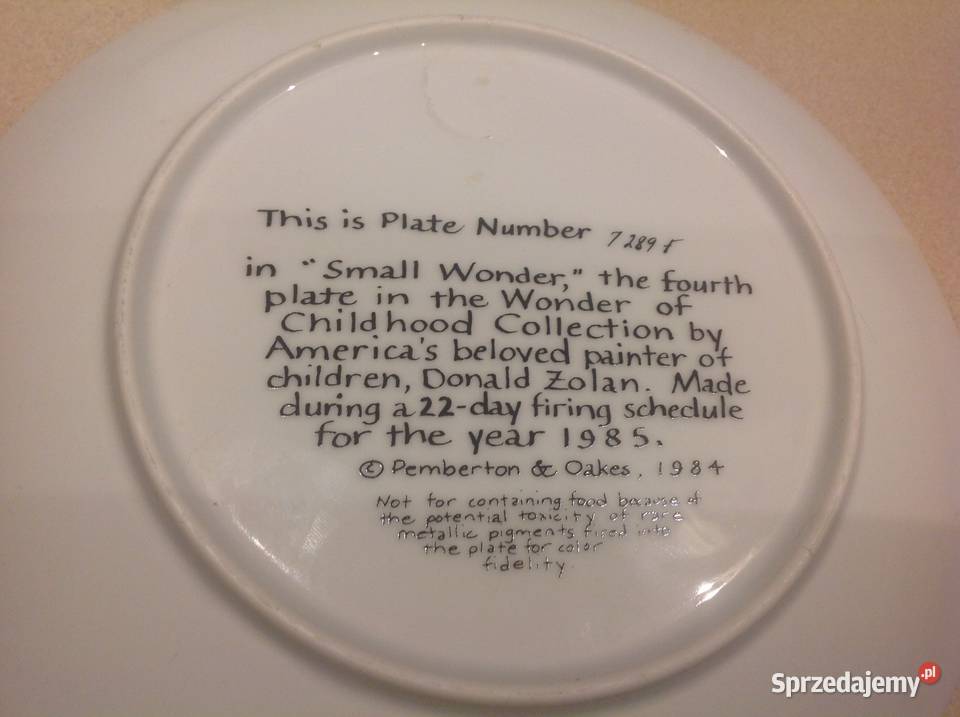 This is Plate Number 7289F
in "Small Wonder," the fourth
plate in the Wonder of
Childhood Collection by
America's beloved painter of
children, Donald Zolan. Made
during a 22-day firing schedule
for the year 1985.
© Pemberton & Oakes, 1984
Not for containing food because of
the potential toxicity of rare
metallic pigments fired into
the plate for color
fidelity.
Sprzedajemy.pl